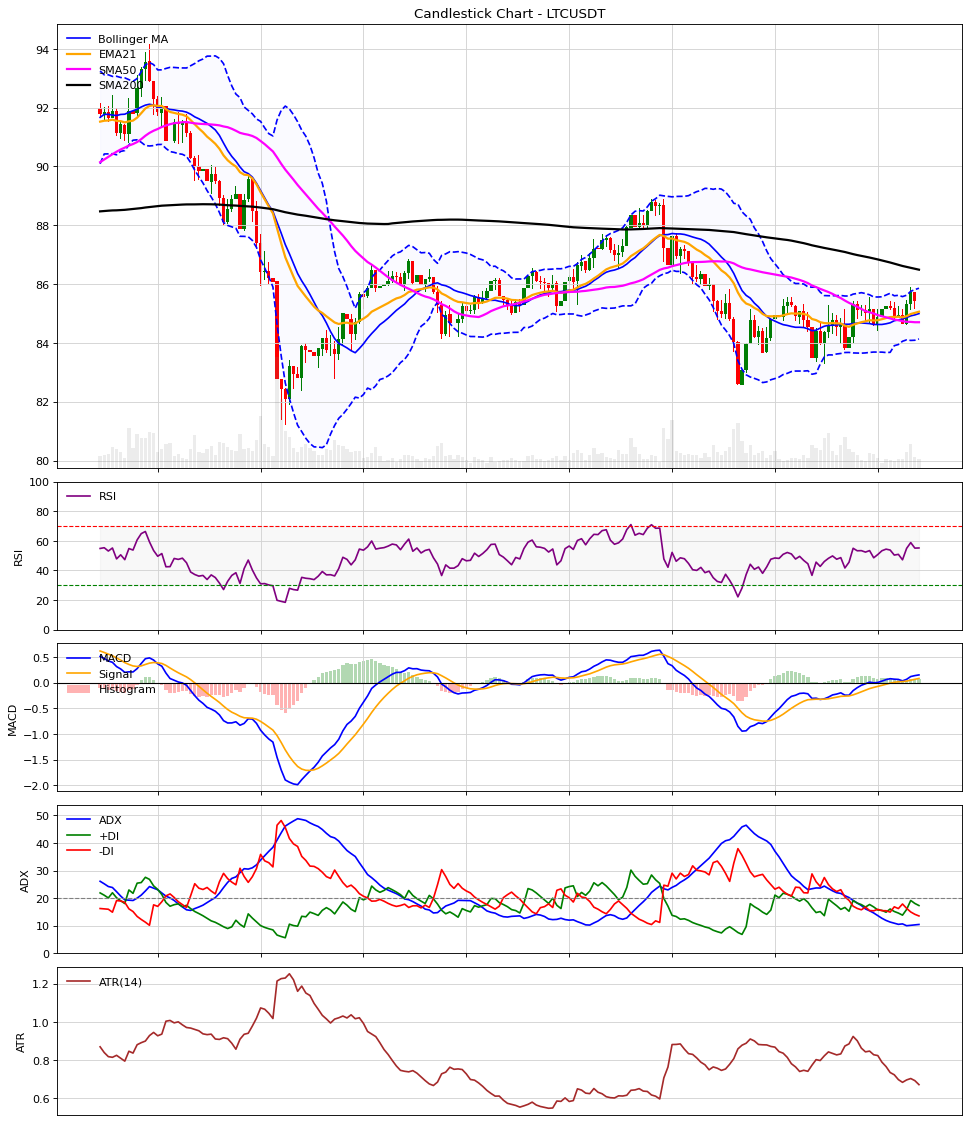 Candlestick Chart - LTCUSDT
Bollinger MA
EMA21
SMA50
SMA200
94
92
90
88
86
84
82
80
RSI
RSI
100
80
60
40
20
0
MACD
Signal
Histogram
MACD
0.5
0.0
−0.5
−1.0
−1.5
−2.0
ADX
+DI
-DI
ADX
50
40
30
20
10
0
ATR(14)
ATR
1.2
1.0
0.8
0.6